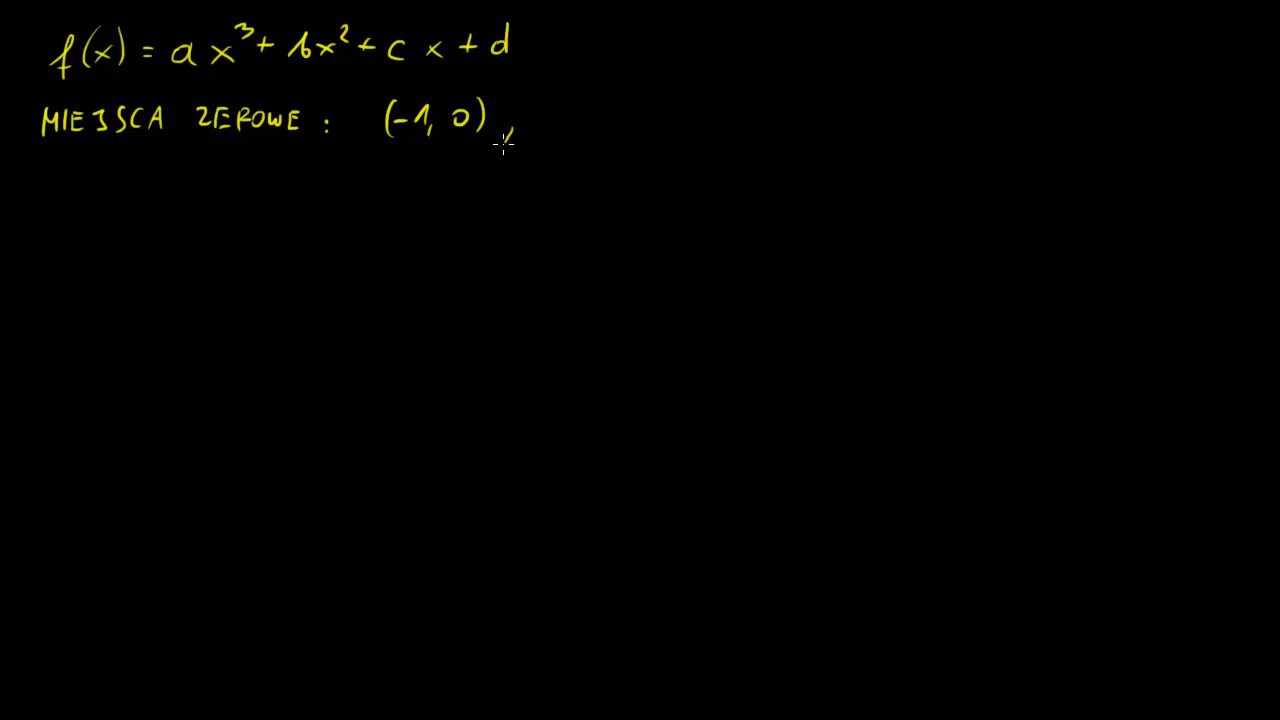 f(x) = ax³ + bx² + cx + d
MIEJSCA ZEROWE : (-1, 0) ,